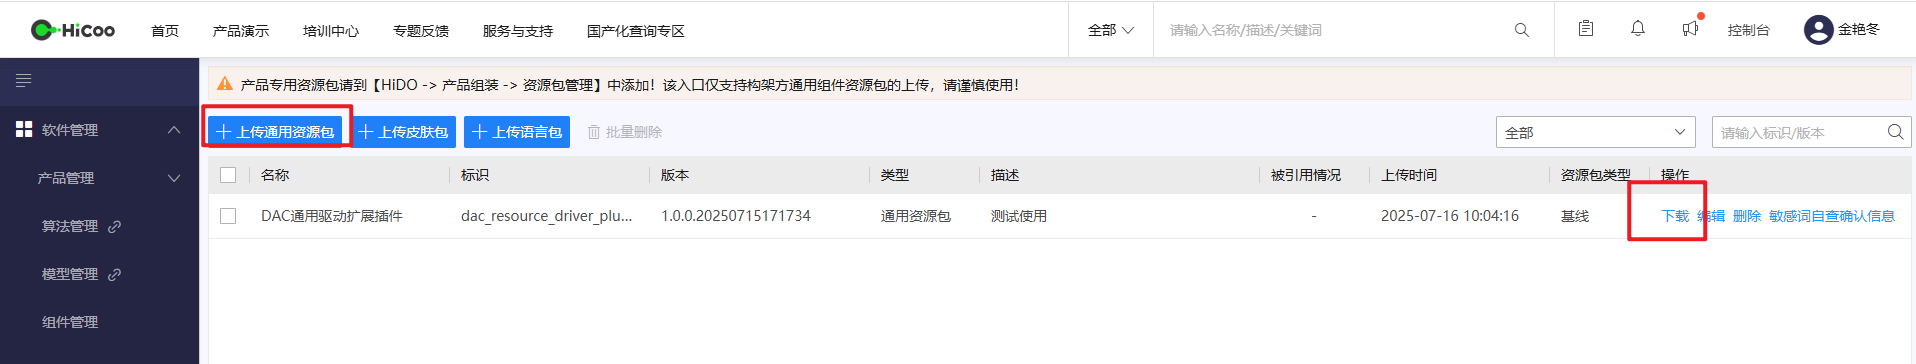 HiCoo 首页 产品演示 培训中心 专题反馈 服务与支持 国产化查询专区 全部 请输入名称/描述/关键词 控制台 金艳冬
产品专用资源包请到【HiDO -> 产品组装 -> 资源包管理】中添加！该入口仅支持构架方通用组件资源包的上传，请谨慎使用！
软件管理
产品管理
算法管理
模型管理
组件管理
上传通用资源包 上传皮肤包 上传语言包 批量删除 全部 请输入标识/版本
名称 标识 版本 类型 描述 被引用情况 上传时间 资源包类型 操作
DAC通用驱动扩展插件 dac_resource_driver_plu... 1.0.0.20250715171734 通用资源包 测试使用 - 2025-07-16 10:04:16 基线 下载 编辑 删除 敏感词自查确认信息